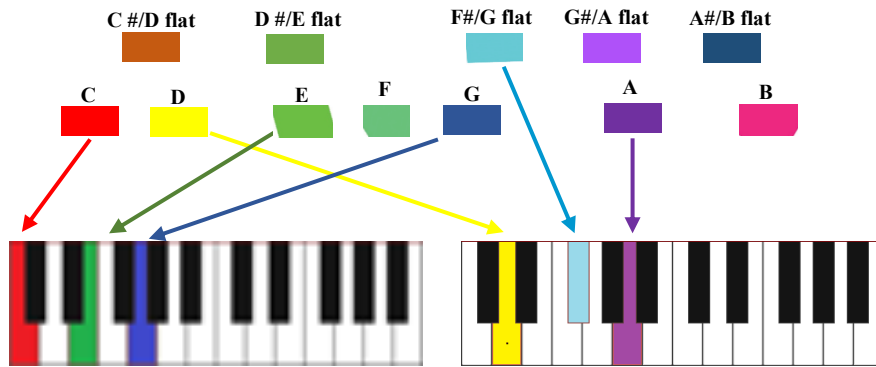 C #/D flat D #/E flat F#/G flat G#/A flat A#/B flat
C D E F G A B